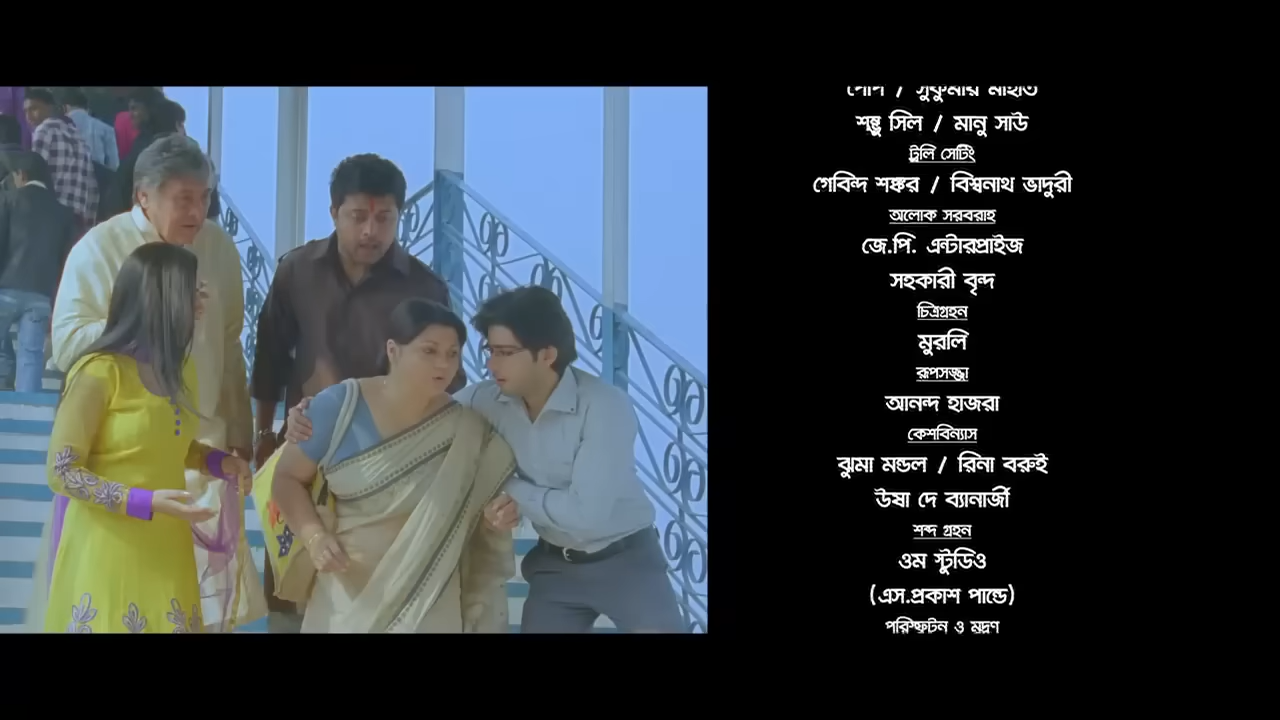 শম্ভু সিল / মানু সাউ
ট্রলি সেটিং
গেবিন্দ শঙ্কর / বিশ্বনাথ ভাদুরী
অলোক সরবরাহ
জে.পি. এন্টারপ্রাইজ
সহকারী বৃন্দ
চিত্রগ্রহন
মুরলি
রূপসজ্জা
আনন্দ হাজরা
কেশবিন্যাস
ঝুমা মন্ডল / রিনা বরুই
উষা দে ব্যানার্জী
শব্দ গ্রহন
ওম স্টুডিও
(এস.প্রকাশ পান্ডে)
পরিস্ফুটন ও মুদ্রণ